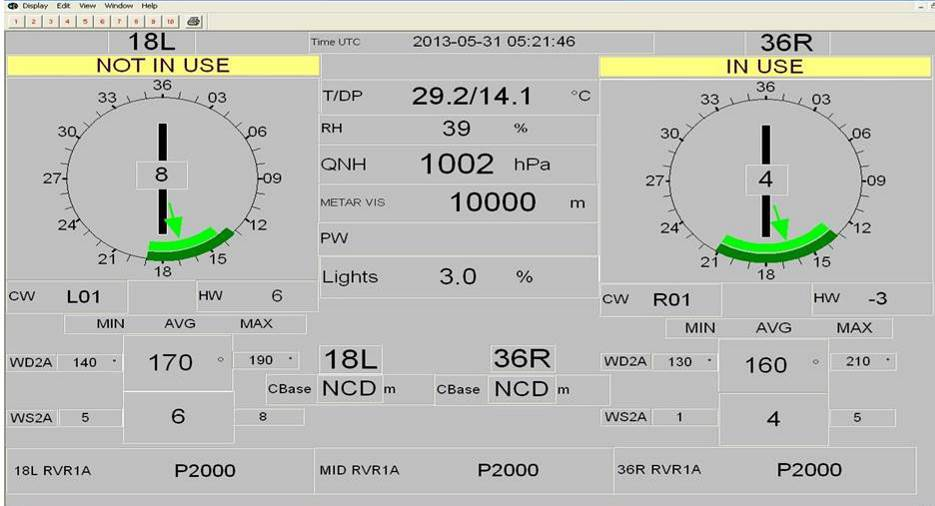 Display Edit View Window Help
1 2 3 4 5 6 7 8 9 10
18L Time UTC 2013-05-31 05:21:46 36R
NOT IN USE IN USE
36 33 03 30 06 27 09 24 12 21 15 18
8
T/DP 29.2/14.1 °C
RH 39 %
QNH 1002 hPa
METAR VIS 10000 m
PW
Lights 3.0 %
36 33 03 30 06 27 09 24 12 21 15 18
4
CW L01 HW 6
CW R01 HW -3
MIN AVG MAX
WD2A 140 ° 170 ° 190 °
WS2A 5 6 8
18L 36R
CBase NCD m CBase NCD m
MIN AVG MAX
WD2A 130 ° 160 ° 210 °
WS2A 1 4 5
18L RVR1A P2000 MID RVR1A P2000 36R RVR1A P2000